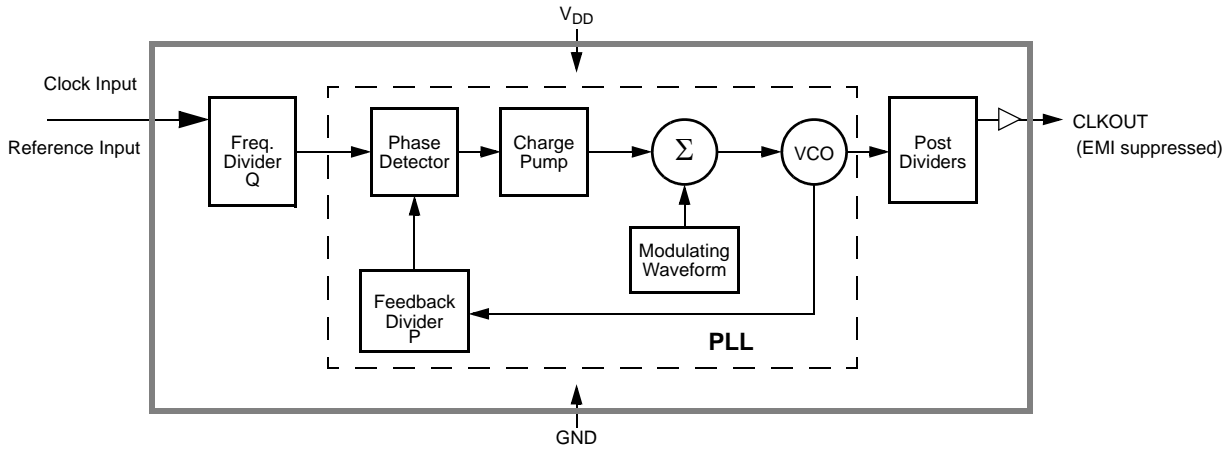 V_DD
Clock Input
Reference Input
Freq.
Divider
Q
Phase
Detector
Charge
Pump
Σ
VCO
Post
Dividers
CLKOUT
(EMI suppressed)
Modulating
Waveform
Feedback
Divider
P
PLL
GND